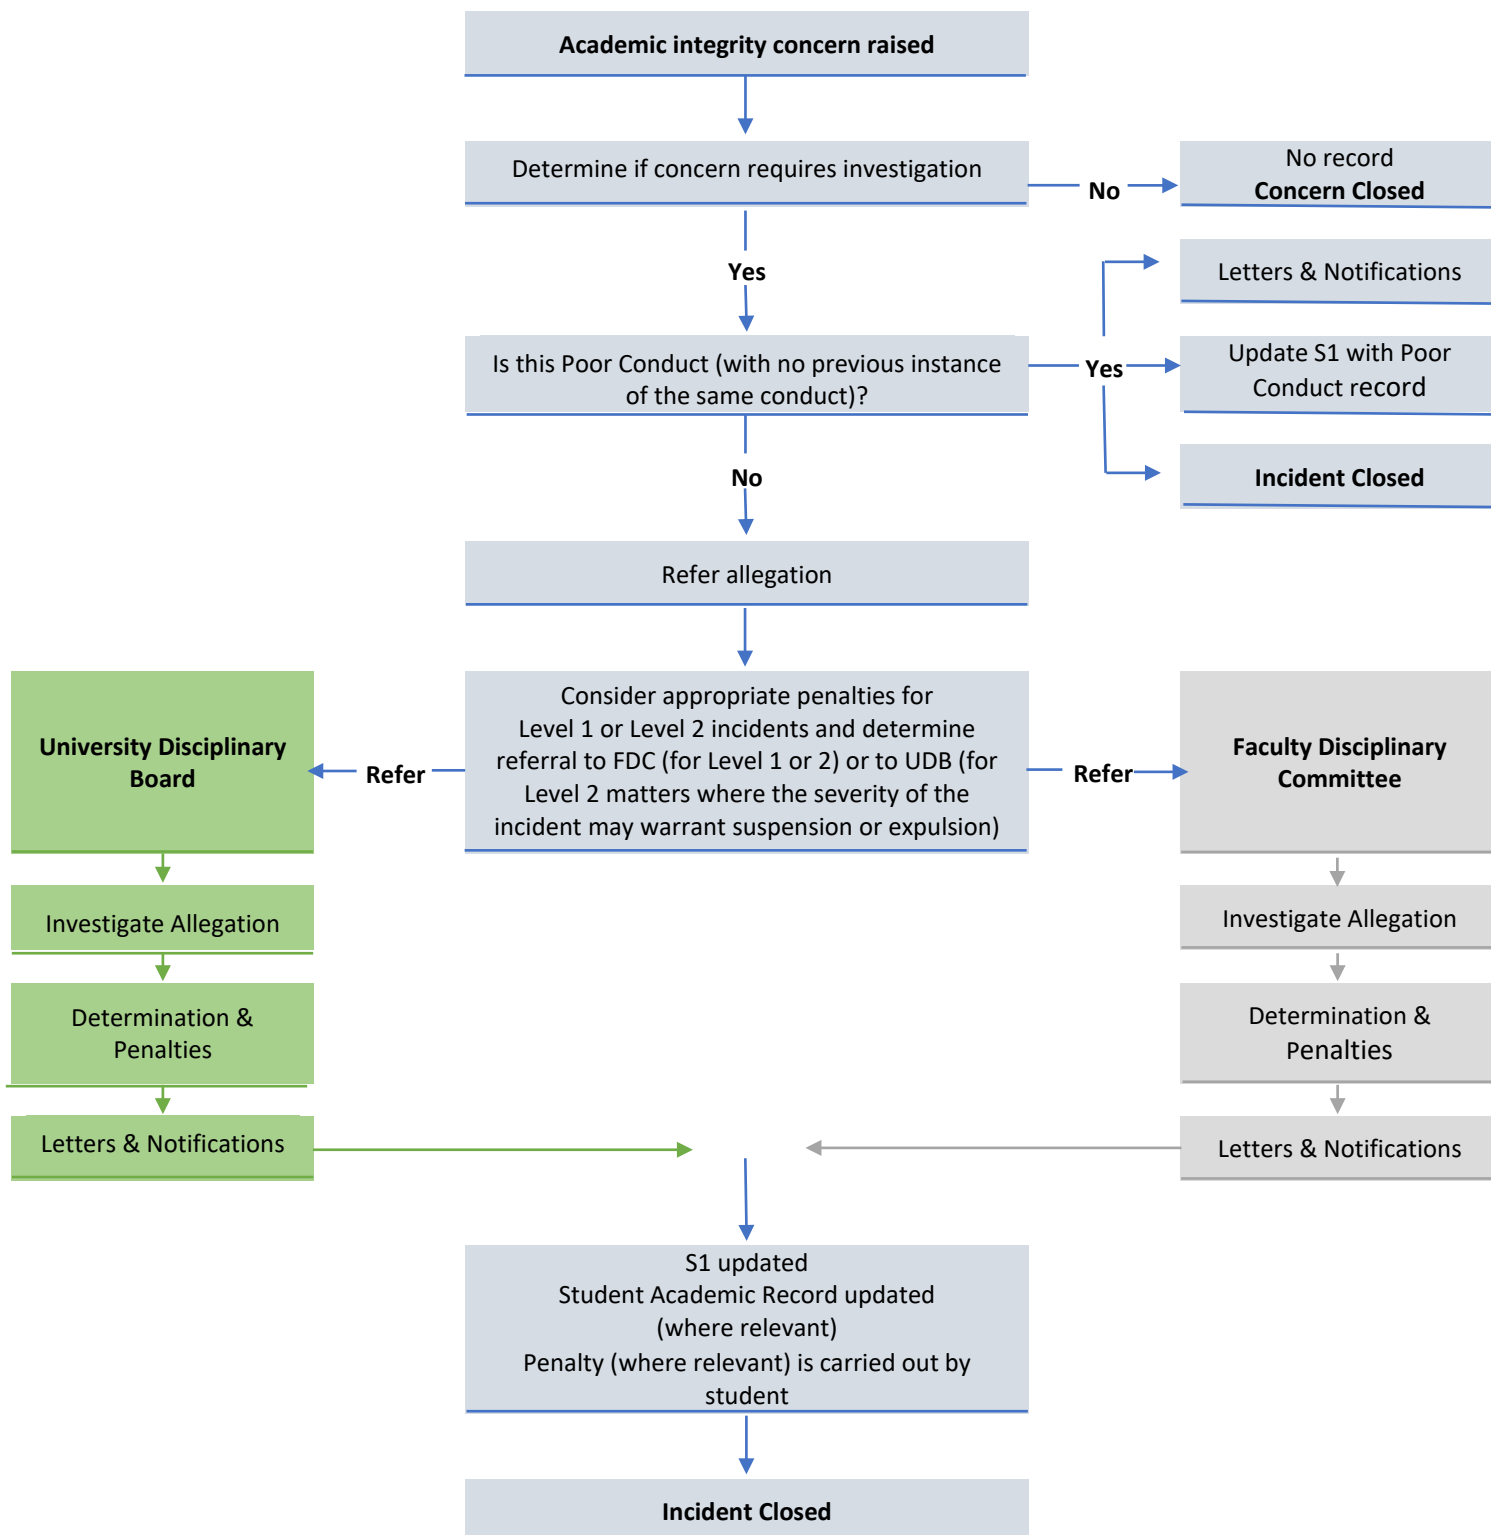 Academic integrity concern raised
Determine if concern requires investigation
No
No record
Concern Closed
Yes
Is this Poor Conduct (with no previous instance
of the same conduct)?
Yes
Letters & Notifications
Update S1 with Poor
Conduct record
Incident Closed
No
Refer allegation
Consider appropriate penalties for
Level 1 or Level 2 incidents and determine
referral to FDC (for Level 1 or 2) or to UDB (for
Level 2 matters where the severity of the
incident may warrant suspension or expulsion)
Refer
University Disciplinary
Board
Investigate Allegation
Determination &
Penalties
Letters & Notifications
Refer
Faculty Disciplinary
Committee
Investigate Allegation
Determination &
Penalties
Letters & Notifications
S1 updated
Student Academic Record updated
(where relevant)
Penalty (where relevant) is carried out by
student
Incident Closed